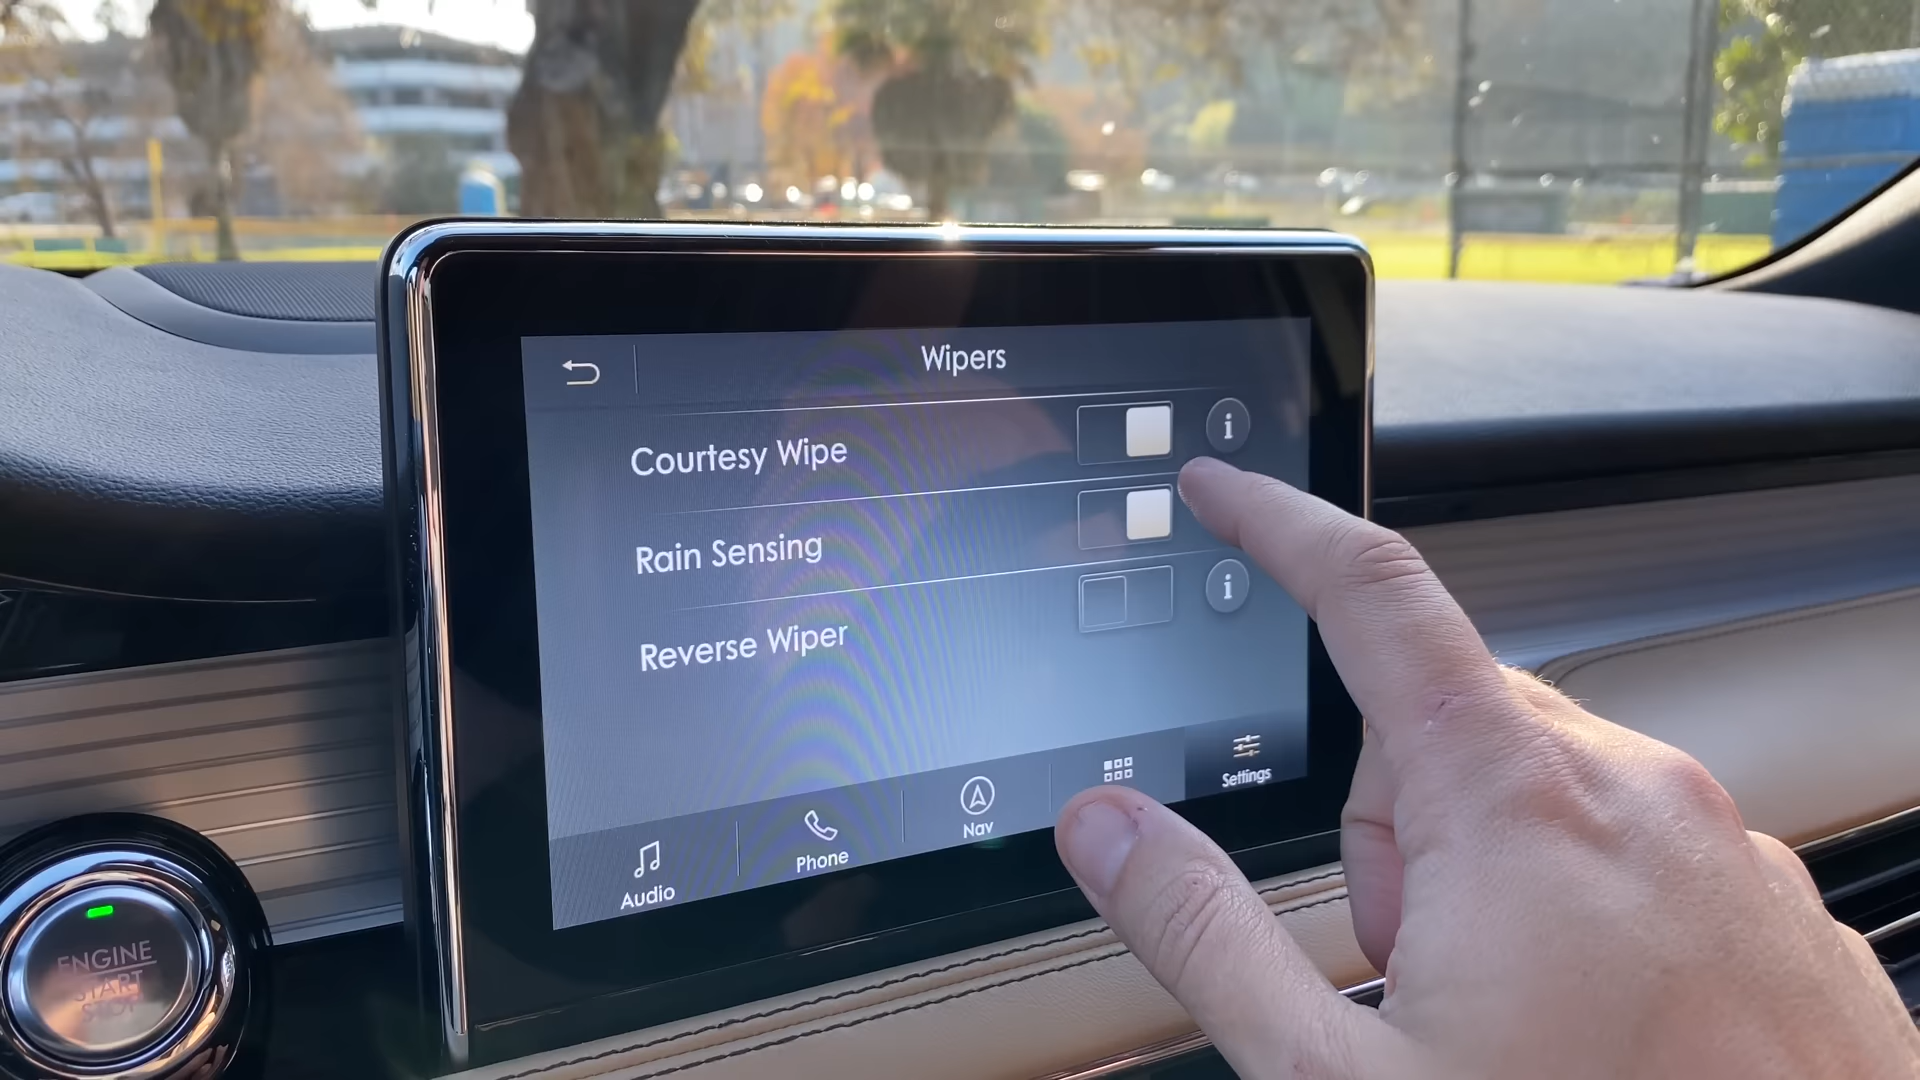 Wipers
Courtesy Wipe
i
Rain Sensing
Reverse Wiper
i
Audio
Phone
Nav
Settings
ENGINE
START
STOP